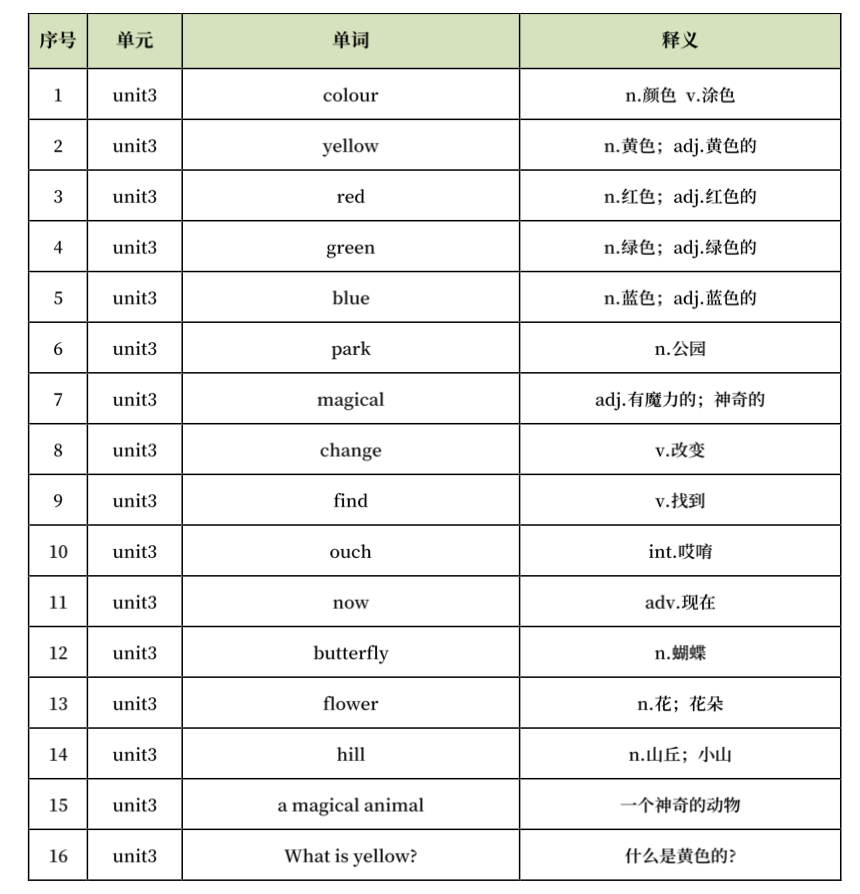 序号 单元 单词 释义
1 unit3 colour n.颜色 v.涂色
2 unit3 yellow n.黄色；adj.黄色的
3 unit3 red n.红色；adj.红色的
4 unit3 green n.绿色；adj.绿色的
5 unit3 blue n.蓝色；adj.蓝色的
6 unit3 park n.公园
7 unit3 magical adj.有魔力的；神奇的
8 unit3 change v.改变
9 unit3 find v.找到
10 unit3 ouch int.哎唷
11 unit3 now adv.现在
12 unit3 butterfly n.蝴蝶
13 unit3 flower n.花；花朵
14 unit3 hill n.山丘；小山
15 unit3 a magical animal 一个神奇的动物
16 unit3 What is yellow? 什么是黄色的?